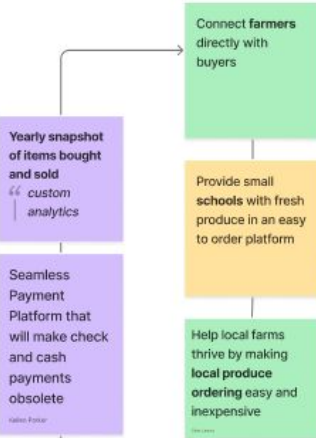 Connect farmers
directly with
buyers
Yearly snapshot
of items bought
and sold
“ custom
analytics
Provide small
schools with fresh
produce in an easy
to order platform
Seamless
Payment
Platform that
will make check
and cash
payments
obsolete
Help local farms
thrive by making
local produce
ordering easy and
inexpensive